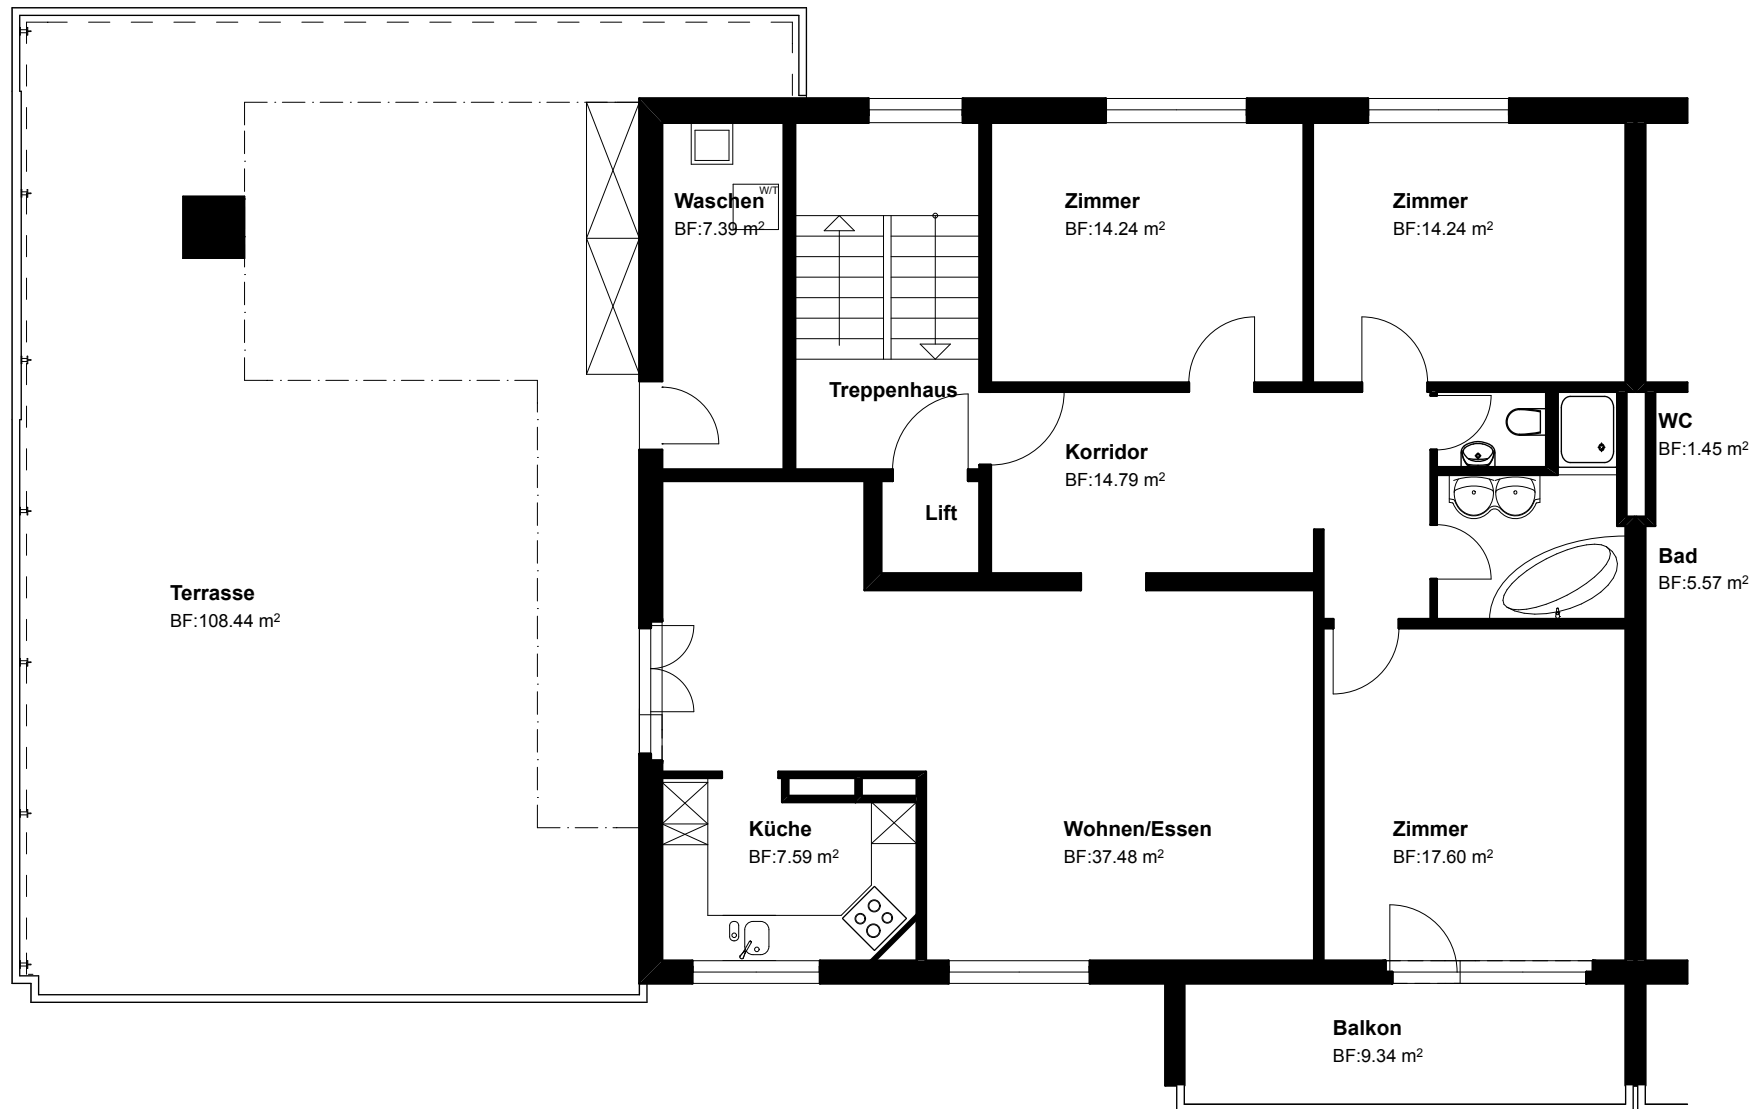 W/T
Waschen
BF:7.39 m²
Zimmer
BF:14.24 m²
Zimmer
BF:14.24 m²
Treppenhaus
Korridor
BF:14.79 m²
WC
BF:1.45 m²
Lift
Bad
BF:5.57 m²
Terrasse
BF:108.44 m²
Küche
BF:7.59 m²
Wohnen/Essen
BF:37.48 m²
Zimmer
BF:17.60 m²
Balkon
BF:9.34 m²